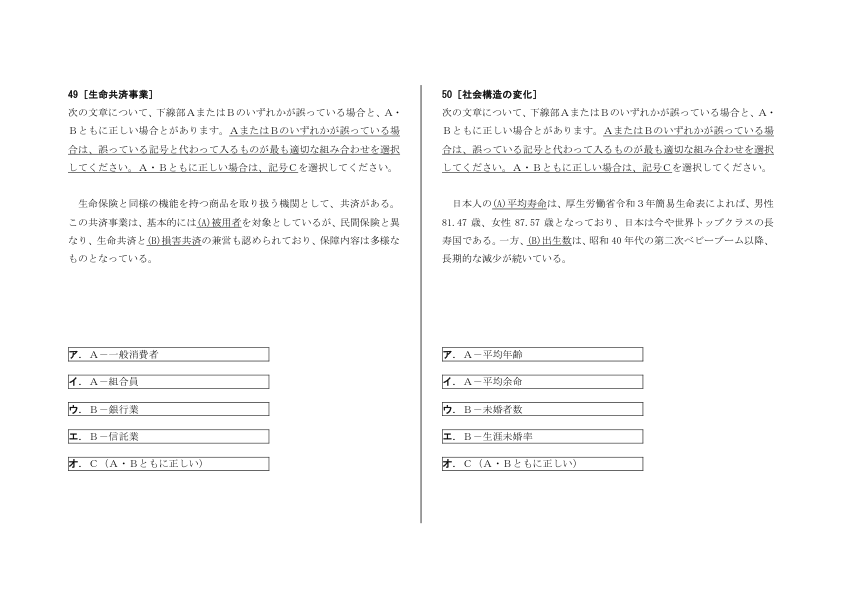 49［生命共済事業］
次の文章について、下線部ＡまたはＢのいずれかが誤っている場合と、Ａ・
Ｂともに正しい場合とがあります。ＡまたはＢのいずれかが誤っている場
合は、誤っている記号と代わって入るものが最も適切な組み合わせを選択
してください。Ａ・Ｂともに正しい場合は、記号Ｃを選択してください。
生命保険と同様の機能を持つ商品を取り扱う機関として、共済がある。
この共済事業は、基本的には(A)被用者を対象としているが、民間保険と異
なり、生命共済と(B)損害共済の兼営も認められており、保障内容は多様な
ものとなっている。
ア．Ａ－一般消費者
イ．Ａ－組合員
ウ．Ｂ－銀行業
エ．Ｂ－信託業
オ．Ｃ（Ａ・Ｂともに正しい）
50［社会構造の変化］
次の文章について、下線部ＡまたはＢのいずれかが誤っている場合と、Ａ・
Ｂともに正しい場合とがあります。ＡまたはＢのいずれかが誤っている場
合は、誤っている記号と代わって入るものが最も適切な組み合わせを選択
してください。Ａ・Ｂともに正しい場合は、記号Ｃを選択してください。
日本人の(A)平均寿命は、厚生労働省令和３年簡易生命表によれば、男性
81.47 歳、女性 87.57 歳となっており、日本は今や世界トップクラスの長
寿国である。一方、(B)出生数は、昭和 40 年代の第二次ベビーブーム以降、
長期的な減少が続いている。
ア．Ａ－平均年齢
イ．Ａ－平均余命
ウ．Ｂ－未婚者数
エ．Ｂ－生涯未婚率
オ．Ｃ（Ａ・Ｂともに正しい）